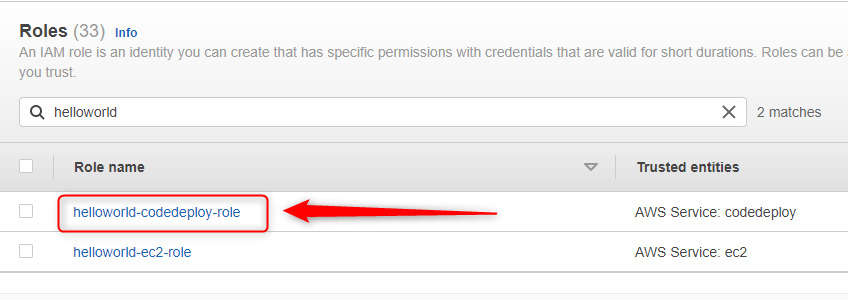 Roles (33) Info
An IAM role is an identity you can create that has specific permissions with credentials that are valid for short durations. Roles can be
you trust.
helloworld 2 matches
Role name Trusted entities
helloworld-codedeploy-role AWS Service: codedeploy
helloworld-ec2-role AWS Service: ec2